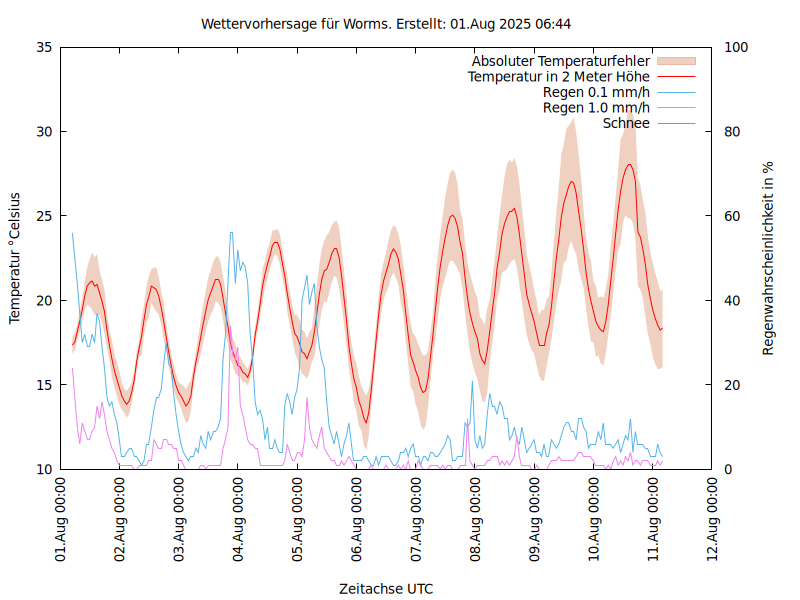 Wettervorhersage für Worms. Erstellt: 01.Aug 2025 06:44
Absoluter Temperaturfehler
Temperatur in 2 Meter Höhe
Regen 0.1 mm/h
Regen 1.0 mm/h
Schnee
Temperatur °Celsius
35
30
25
20
15
10
Regenwahrscheinlichkeit in %
100
80
60
40
20
0
01.Aug 00:00
02.Aug 00:00
03.Aug 00:00
04.Aug 00:00
05.Aug 00:00
06.Aug 00:00
07.Aug 00:00
08.Aug 00:00
09.Aug 00:00
10.Aug 00:00
11.Aug 00:00
12.Aug 00:00
Zeitachse UTC